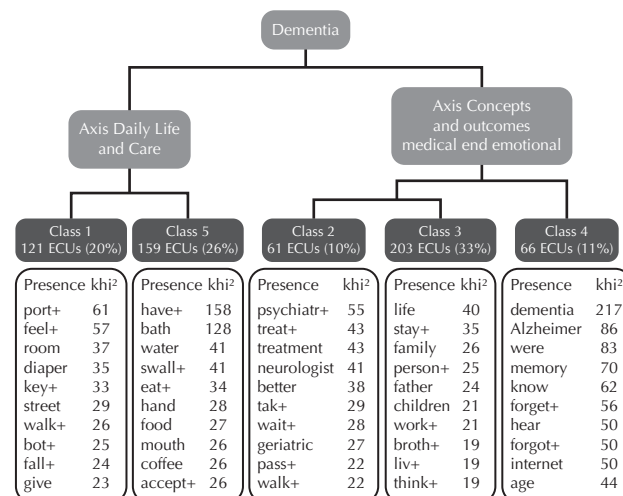 Dementia
Axis Daily Life
and Care
Axis Concepts
and outcomes
medical end emotional
Class 1
121 ECUs (20%)
Class 5
159 ECUs (26%)
Class 2
61 ECUs (10%)
Class 3
203 ECUs (33%)
Class 4
66 ECUs (11%)
Presence khi²
port+ 61
feel+ 57
room 37
diaper 35
key+ 33
street 29
walk+ 26
bot+ 25
fall+ 24
give 23
Presence khi²
have+ 158
bath 128
water 41
swall+ 41
eat+ 34
hand 28
food 27
mouth 26
coffee 26
accept+ 26
Presence khi²
psychiatr+ 55
treat+ 43
treatment 43
neurologist 41
better 38
tak+ 29
wait+ 28
geriatric 27
pass+ 22
walk+ 22
Presence khi²
life 40
stay+ 35
family 26
person+ 25
father 24
children 21
work+ 21
broth+ 19
liv+ 19
think+ 19
Presence khi²
dementia 217
Alzheimer 86
were 83
memory 70
know 62
forget+ 56
hear 50
forgot+ 50
internet 50
age 44